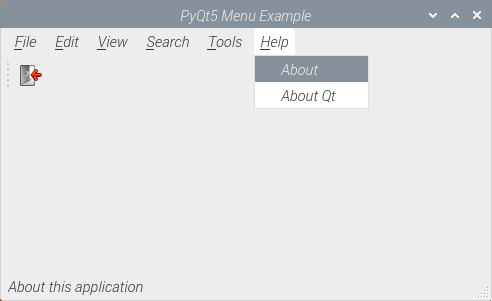 PyQt5 Menu Example
File Edit View Search Tools Help
About
About Qt
About this application